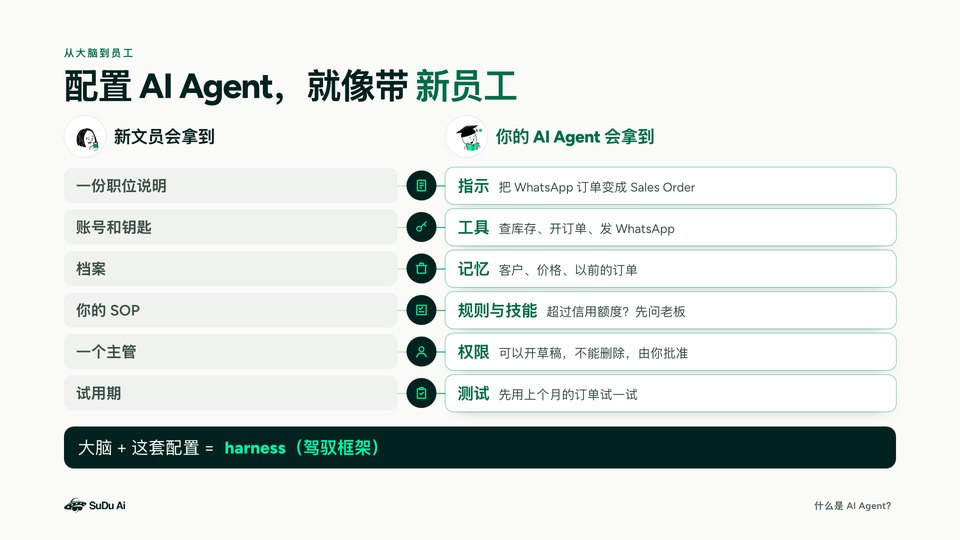 从大脑到员工
配置 AI Agent，就像带 新员工
新文员会拿到
你的 AI Agent 会拿到
一份职位说明
指示 把 WhatsApp 订单变成 Sales Order
账号和钥匙
工具 查库存、开订单、发 WhatsApp
档案
记忆 客户、价格、以前的订单
你的 SOP
规则与技能 超过信用额度？先问老板
一个主管
权限 可以开草稿，不能删除，由你批准
试用期
测试 先用上个月的订单试一试
大脑 + 这套配置 = harness（驾驭框架）
SuDu Ai
什么是 AI Agent?